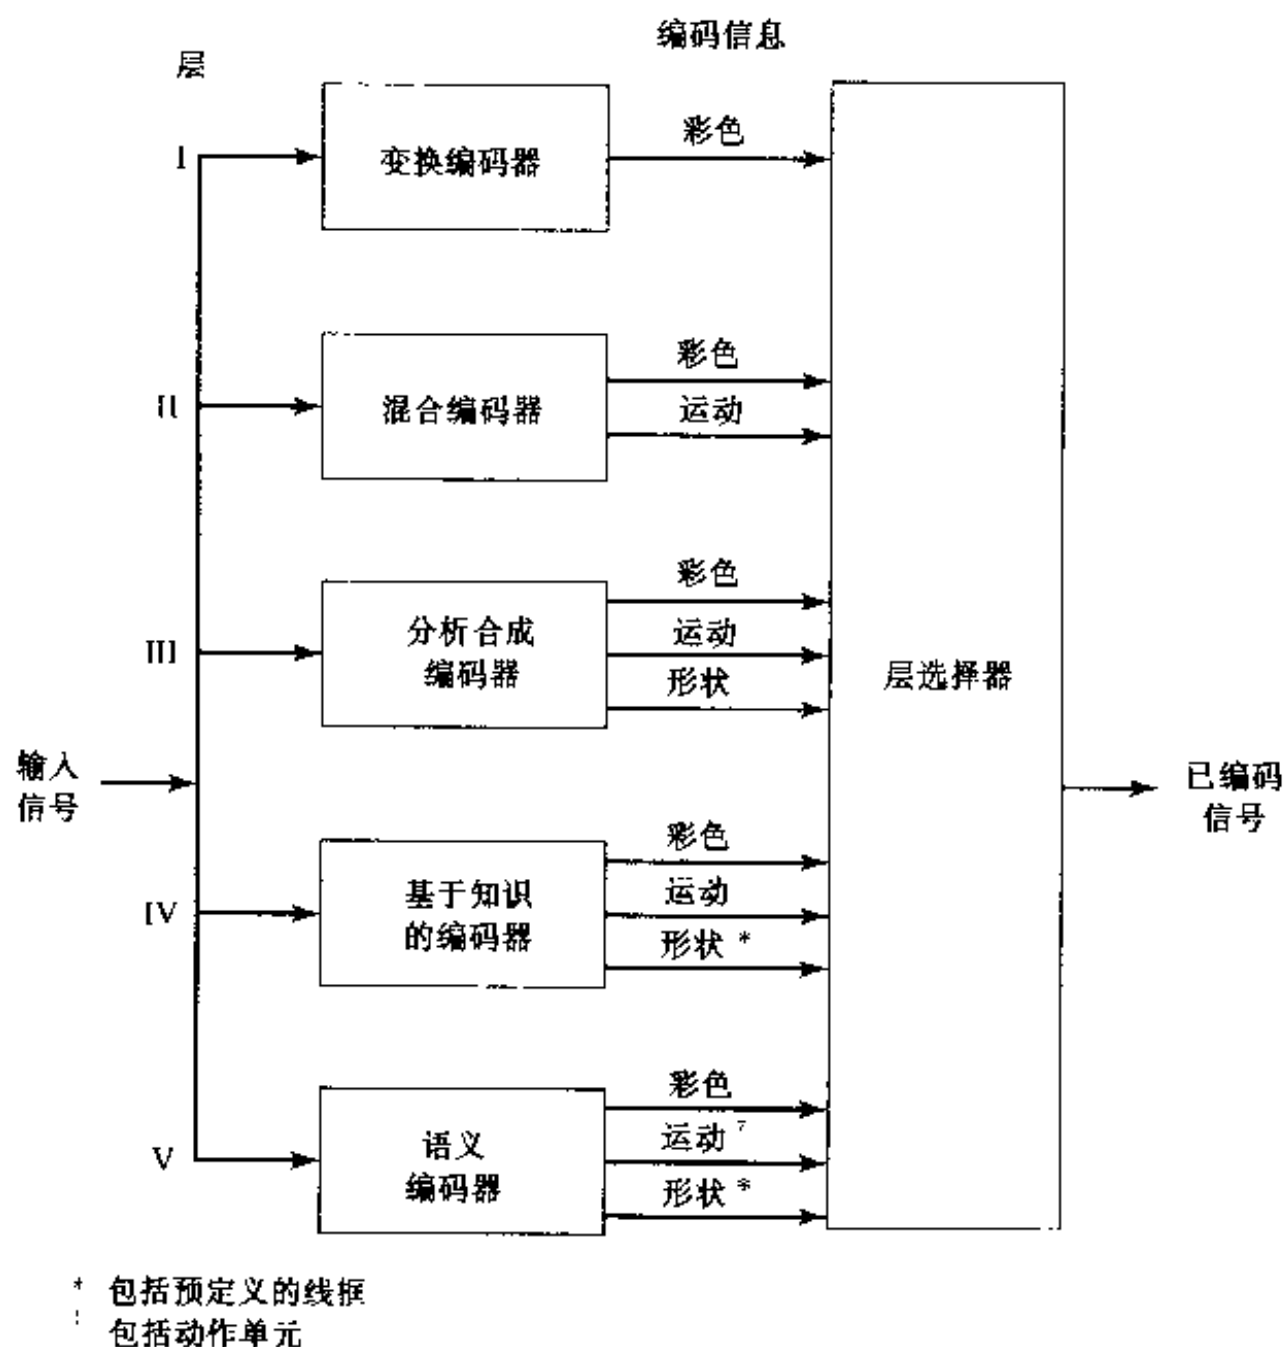 编码信息
层
I
变换编码器
彩色
II
混合编码器
彩色
运动
III
分析合成
编码器
彩色
运动
形状
层选择器
输入
信号
已编码
信号
IV
基于知识
的编码器
彩色
运动
形状 *
V
语义
编码器
彩色
运动
形状 *
* 包括预定义的线框
包括动作单元